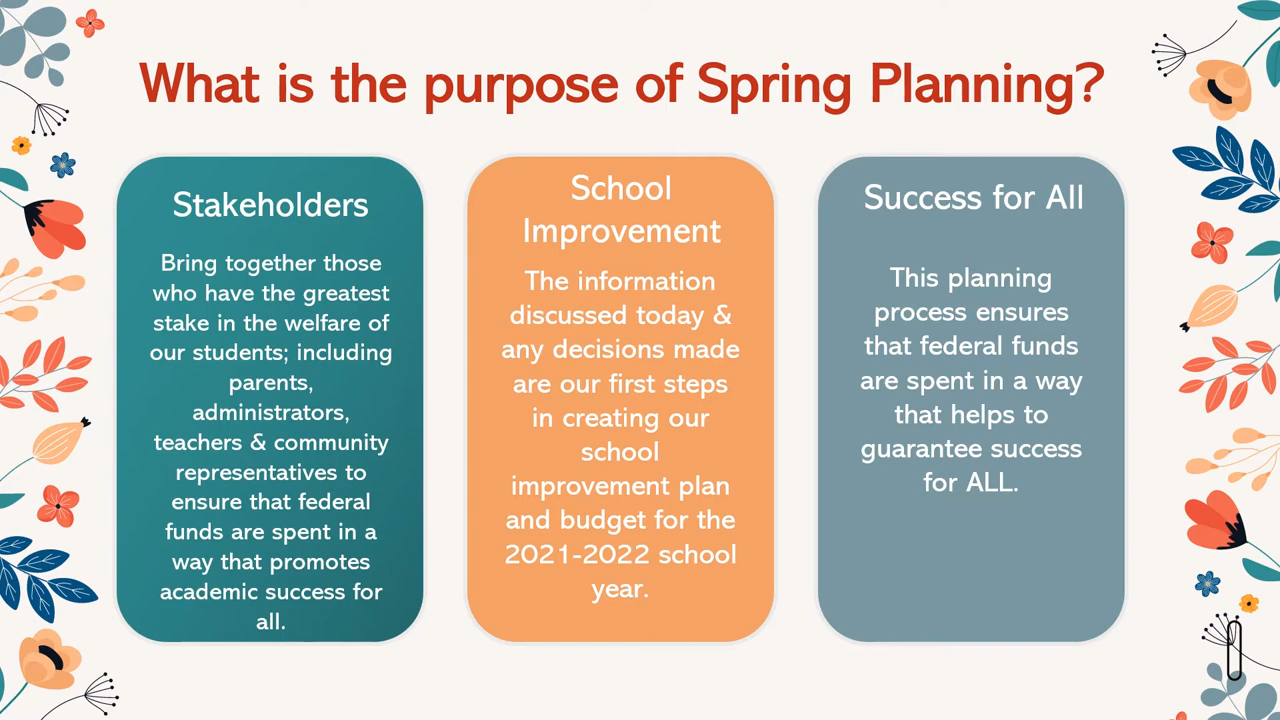 What is the purpose of Spring Planning?
Stakeholders
Bring together those
who have the greatest
stake in the welfare of
our students; including
parents,
administrators,
teachers & community
representatives to
ensure that federal
funds are spent in a
way that promotes
academic success for
all.
School
Improvement
The information
discussed today &
any decisions made
are our first steps
in creating our
school
improvement plan
and budget for the
2021-2022 school
year.
Success for All
This planning
process ensures
that federal funds
are spent in a way
that helps to
guarantee success
for ALL.